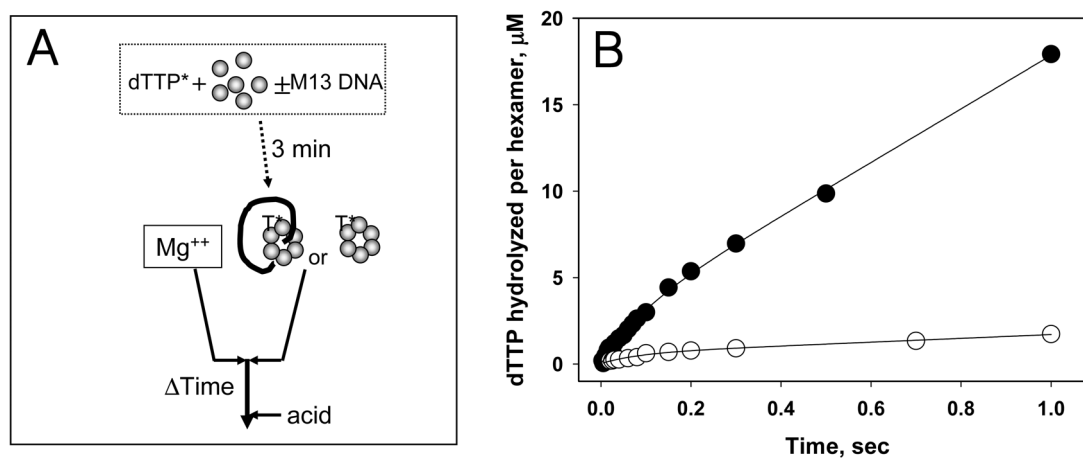 A
dTTP* + ±M13 DNA
3 min
T* T*
Mg++ or
ΔTime
acid
B
dTTP hydrolyzed per hexamer, μM
20
15
10
5
0
0.0 0.2 0.4 0.6 0.8 1.0
Time, sec